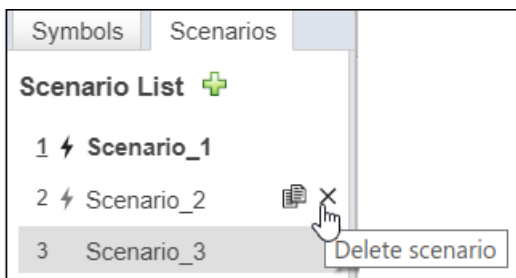 Symbols Scenarios
Scenario List
1 Scenario_1
2 Scenario_2
Delete scenario
3 Scenario_3